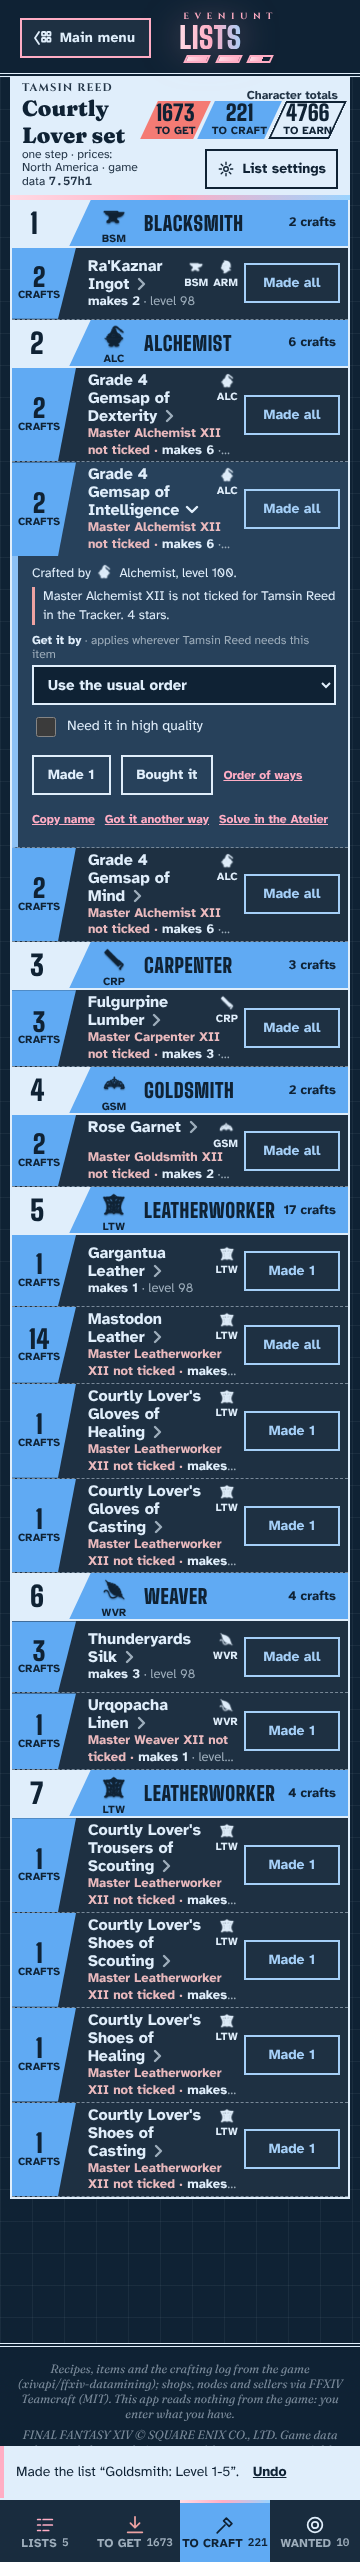 Main menu
EVENIUNT
LISTS
TAMSIN REED
Courtly
Lover set
one step · prices:
North America · game
data 7.57h1
Character totals
1673
TO GET
221
TO CRAFT
4766
TO EARN
List settings
1
BSM
BLACKSMITH
2 crafts
2
CRAFTS
Ra'Kaznar
Ingot
BSM ARM
makes 2 · level 98
Made all
2
ALC
ALCHEMIST
6 crafts
2
CRAFTS
Grade 4
Gemsap of
Dexterity
ALC
Master Alchemist XII
not ticked · makes 6 ·...
Made all
2
CRAFTS
Grade 4
Gemsap of
Intelligence
ALC
Master Alchemist XII
not ticked · makes 6 ·...
Made all
Crafted by Alchemist, level 100.
Master Alchemist XII is not ticked for Tamsin Reed
in the Tracker. 4 stars.
Get it by · applies wherever Tamsin Reed needs this
item
Use the usual order
Need it in high quality
Made 1
Bought it
Order of ways
Copy name
Got it another way
Solve in the Atelier
2
CRAFTS
Grade 4
Gemsap of
Mind
ALC
Master Alchemist XII
not ticked · makes 6 ·...
Made all
3
CRP
CARPENTER
3 crafts
3
CRAFTS
Fulgurpine
Lumber
CRP
Master Carpenter XII
not ticked · makes 3 ·...
Made all
4
GSM
GOLDSMITH
2 crafts
2
CRAFTS
Rose Garnet
GSM
Master Goldsmith XII
not ticked · makes 2 ·...
Made all
5
LTW
LEATHERWORKER
17 crafts
1
CRAFTS
Gargantua
Leather
LTW
makes 1 · level 98
Made 1
14
CRAFTS
Mastodon
Leather
LTW
Master Leatherworker
XII not ticked · makes...
Made all
1
CRAFTS
Courtly Lover's
Gloves of
Healing
LTW
Master Leatherworker
XII not ticked · makes...
Made 1
1
CRAFTS
Courtly Lover's
Gloves of
Casting
LTW
Master Leatherworker
XII not ticked · makes...
Made 1
6
WVR
WEAVER
4 crafts
3
CRAFTS
Thunderyards
Silk
WVR
makes 3 · level 98
Made all
1
CRAFTS
Urqopacha
Linen
WVR
Master Weaver XII not
ticked · makes 1 · level...
Made 1
7
LTW
LEATHERWORKER
4 crafts
1
CRAFTS
Courtly Lover's
Trousers of
Scouting
LTW
Master Leatherworker
XII not ticked · makes...
Made 1
1
CRAFTS
Courtly Lover's
Shoes of
Scouting
LTW
Master Leatherworker
XII not ticked · makes...
Made 1
1
CRAFTS
Courtly Lover's
Shoes of
Healing
LTW
Master Leatherworker
XII not ticked · makes...
Made 1
1
CRAFTS
Courtly Lover's
Shoes of
Casting
LTW
Master Leatherworker
XII not ticked · makes...
Made 1
Recipes, items and the crafting log from the game
(xivapi/ffxiv-datamining); shops, nodes and sellers via FFXIV
Teamcraft (MIT). This app reads nothing from the game: you
enter what you have.
FINAL FANTASY XIV © SQUARE ENIX CO., LTD. Game data
Made the list “Goldsmith: Level 1-5”. Undo
LISTS 5
TO GET 1673
TO CRAFT 221
WANTED 10